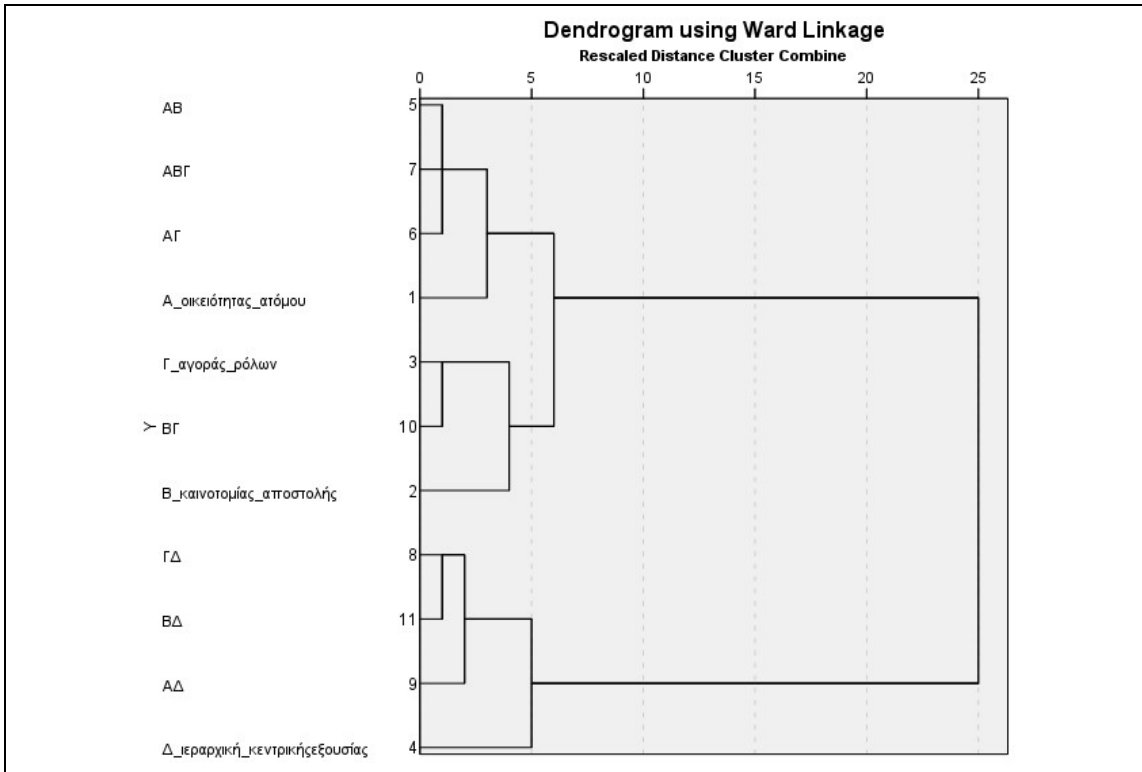 Dendrogram using Ward Linkage
Rescaled Distance Cluster Combine
0 5 10 15 20 25
ΑΒ 5
ΑΒΓ 7
ΑΓ 6
Α_οικειότητας_ατόμου 1
Γ_αγοράς_ρόλων 3
Y ΒΓ 10
Β_καινοτομίας_αποστολής 2
ΓΔ 8
ΒΔ 11
ΑΔ 9
Δ_ιεραρχική_κεντρικήςεξουσίας 4